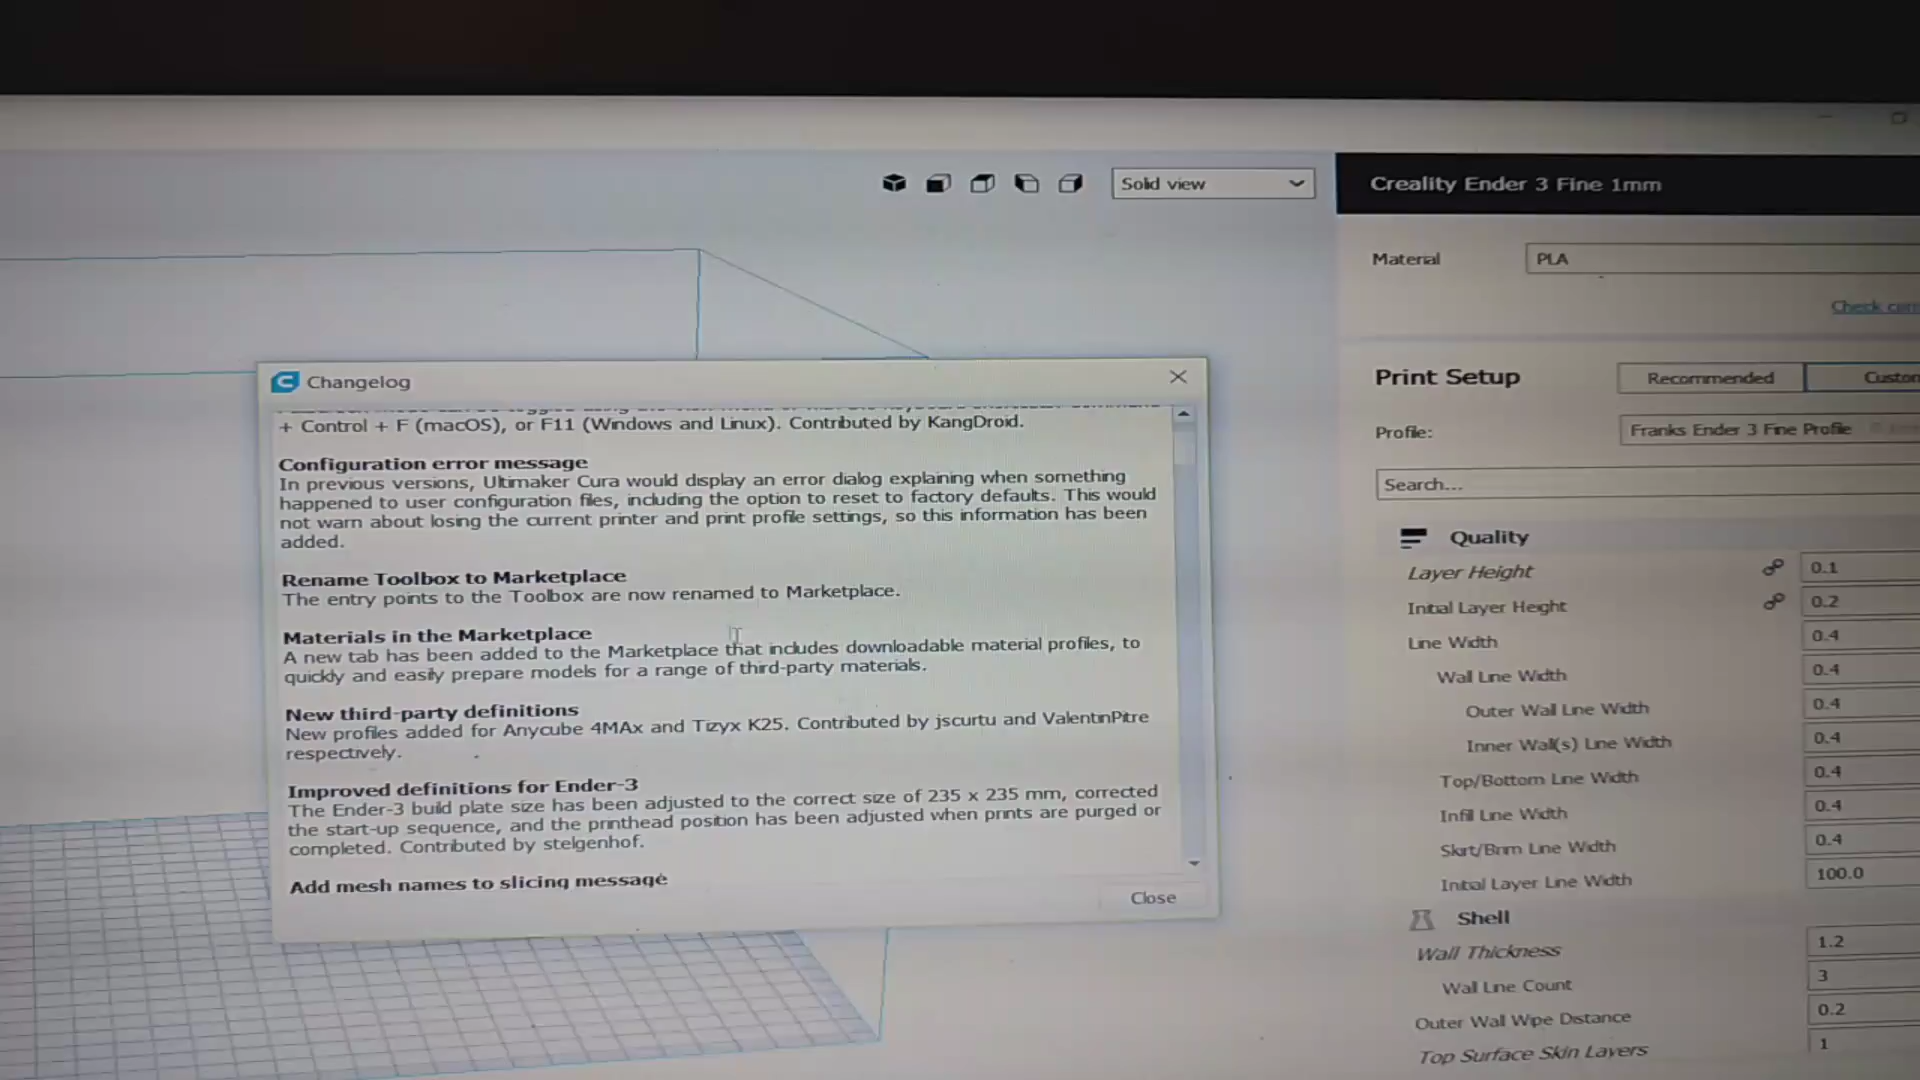 Solid view
Creality Ender 3 Fine 1mm
Material
PLA
Changelog
+ Control + F (macOS), or F11 (Windows and Linux). Contributed by KangDroid.
Configuration error message
In previous versions, Ultimaker Cura would display an error dialog explaining when something
happened to user configuration files, including the option to reset to factory defaults. This would
not warn about losing the current printer and print profile settings, so this information has been
added.
Rename Toolbox to Marketplace
The entry points to the Toolbox are now renamed to Marketplace.
Materials in the Marketplace
A new tab has been added to the Marketplace that includes downloadable material profiles, to
quickly and easily prepare models for a range of third-party materials.
New third-party definitions
New profiles added for Anycube 4MAx and Tizyx K25. Contributed by jscurtu and ValentinPitre
respectively.
Improved definitions for Ender-3
The Ender-3 build plate size has been adjusted to the correct size of 235 x 235 mm, corrected
the start-up sequence, and the printhead position has been adjusted when prints are purged or
completed. Contributed by stelgenhof.
Add mesh names to slicing message
Close
Check
Print Setup
Recommended
Custom
Profile:
Franks Ender 3 Fine Profile
Search...
Quality
Layer Height
0.1
Initial Layer Height
0.2
Line Width
0.4
Wall Line Width
0.4
Outer Wall Line Width
0.4
Inner Wall(s) Line Width
0.4
Top/Bottom Line Width
0.4
Infill Line Width
0.4
Skirt/Brim Line Width
0.4
Initial Layer Line Width
100.0
Shell
Wall Thickness
1.2
Wall Line Count
3
Outer Wall Wipe Distance
0.2
Top Surface Skin Layers
1